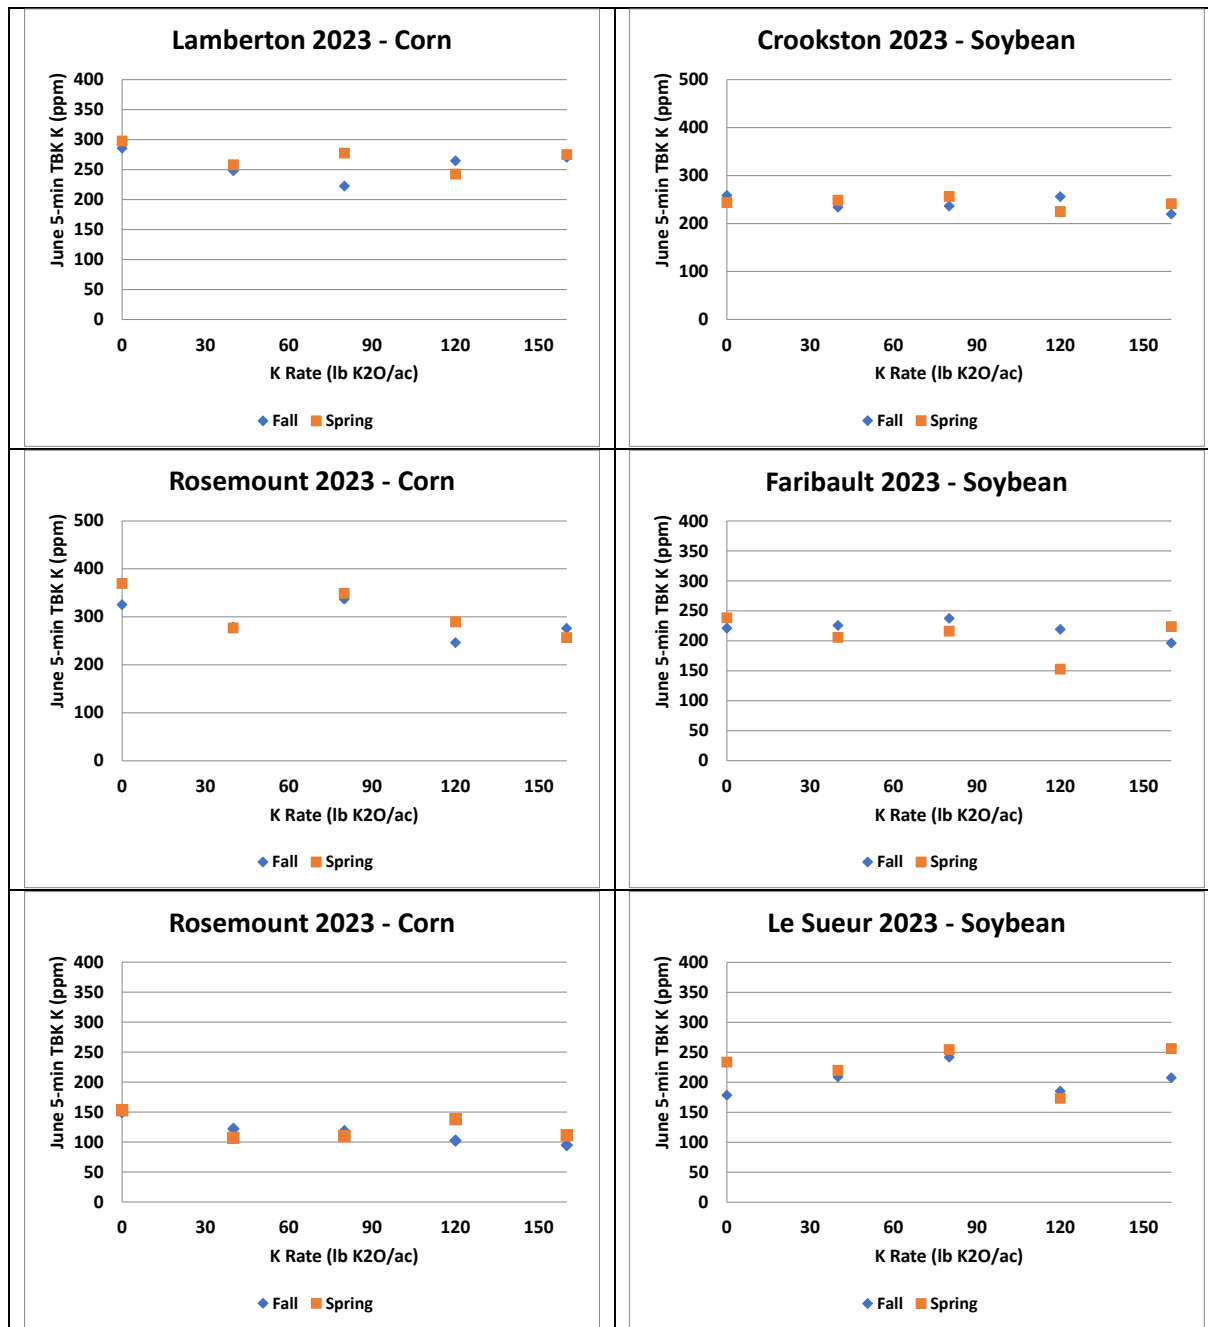 Lamberton 2023 - Corn
June 5-min TBK K (ppm)
400
350
300
250
200
150
100
50
0
0 30 60 90 120 150
K Rate (lb K2O/ac)
Fall Spring
Crookston 2023 - Soybean
June 5-min TBK K (ppm)
500
400
300
200
100
0
0 30 60 90 120 150
K Rate (lb K2O/ac)
Fall Spring
Rosemount 2023 - Corn
June 5-min TBK K (ppm)
500
400
300
200
100
0
0 30 60 90 120 150
K Rate (lb K2O/ac)
Fall Spring
Faribault 2023 - Soybean
June 5-min TBK K (ppm)
400
350
300
250
200
150
100
50
0
0 30 60 90 120 150
K Rate (lb K2O/ac)
Fall Spring
Rosemount 2023 - Corn
June 5-min TBK K (ppm)
400
350
300
250
200
150
100
50
0
0 30 60 90 120 150
K Rate (lb K2O/ac)
Fall Spring
Le Sueur 2023 - Soybean
June 5-min TBK K (ppm)
400
350
300
250
200
150
100
50
0
0 30 60 90 120 150
K Rate (lb K2O/ac)
Fall Spring